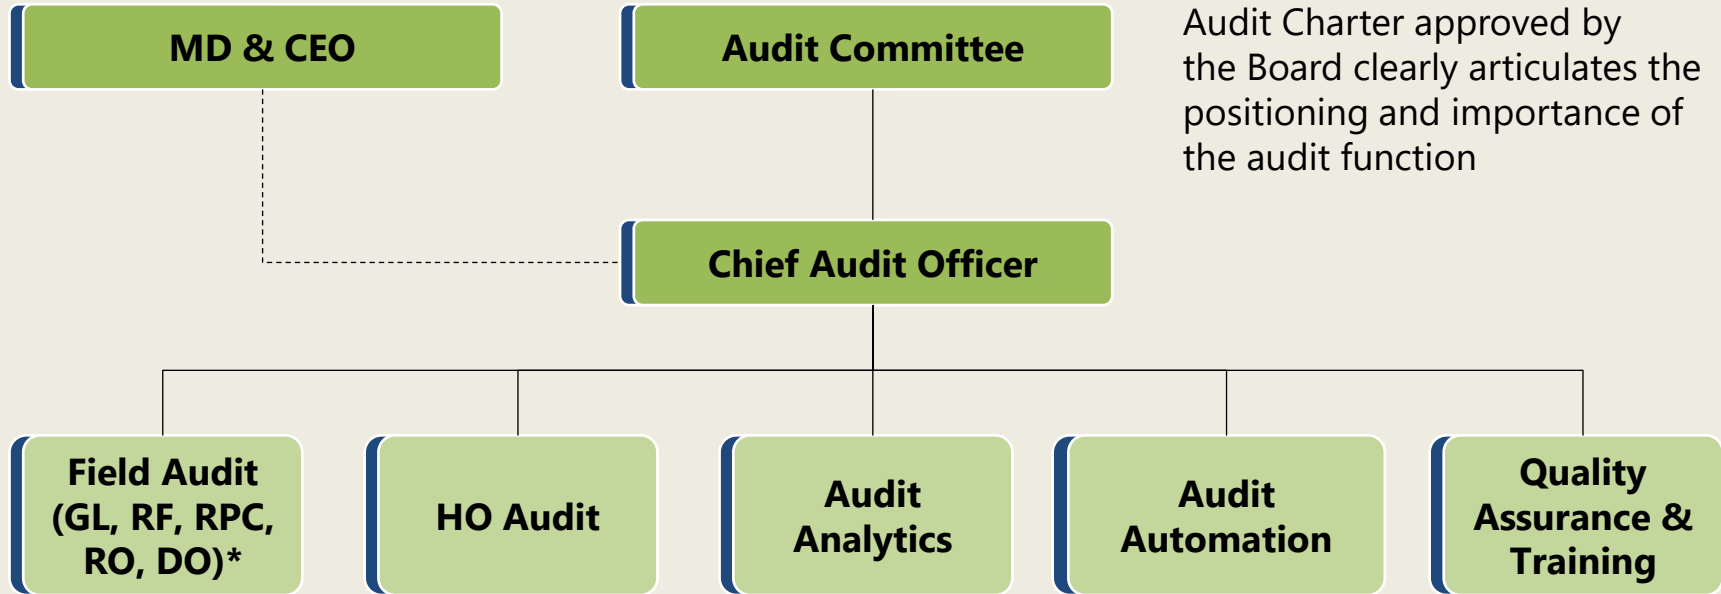 MD & CEO
Audit Committee
Audit Charter approved by
the Board clearly articulates the
positioning and importance of
the audit function
Chief Audit Officer
Field Audit
(GL, RF, RPC,
RO, DO)*
HO Audit
Audit
Analytics
Audit
Automation
Quality
Assurance &
Training